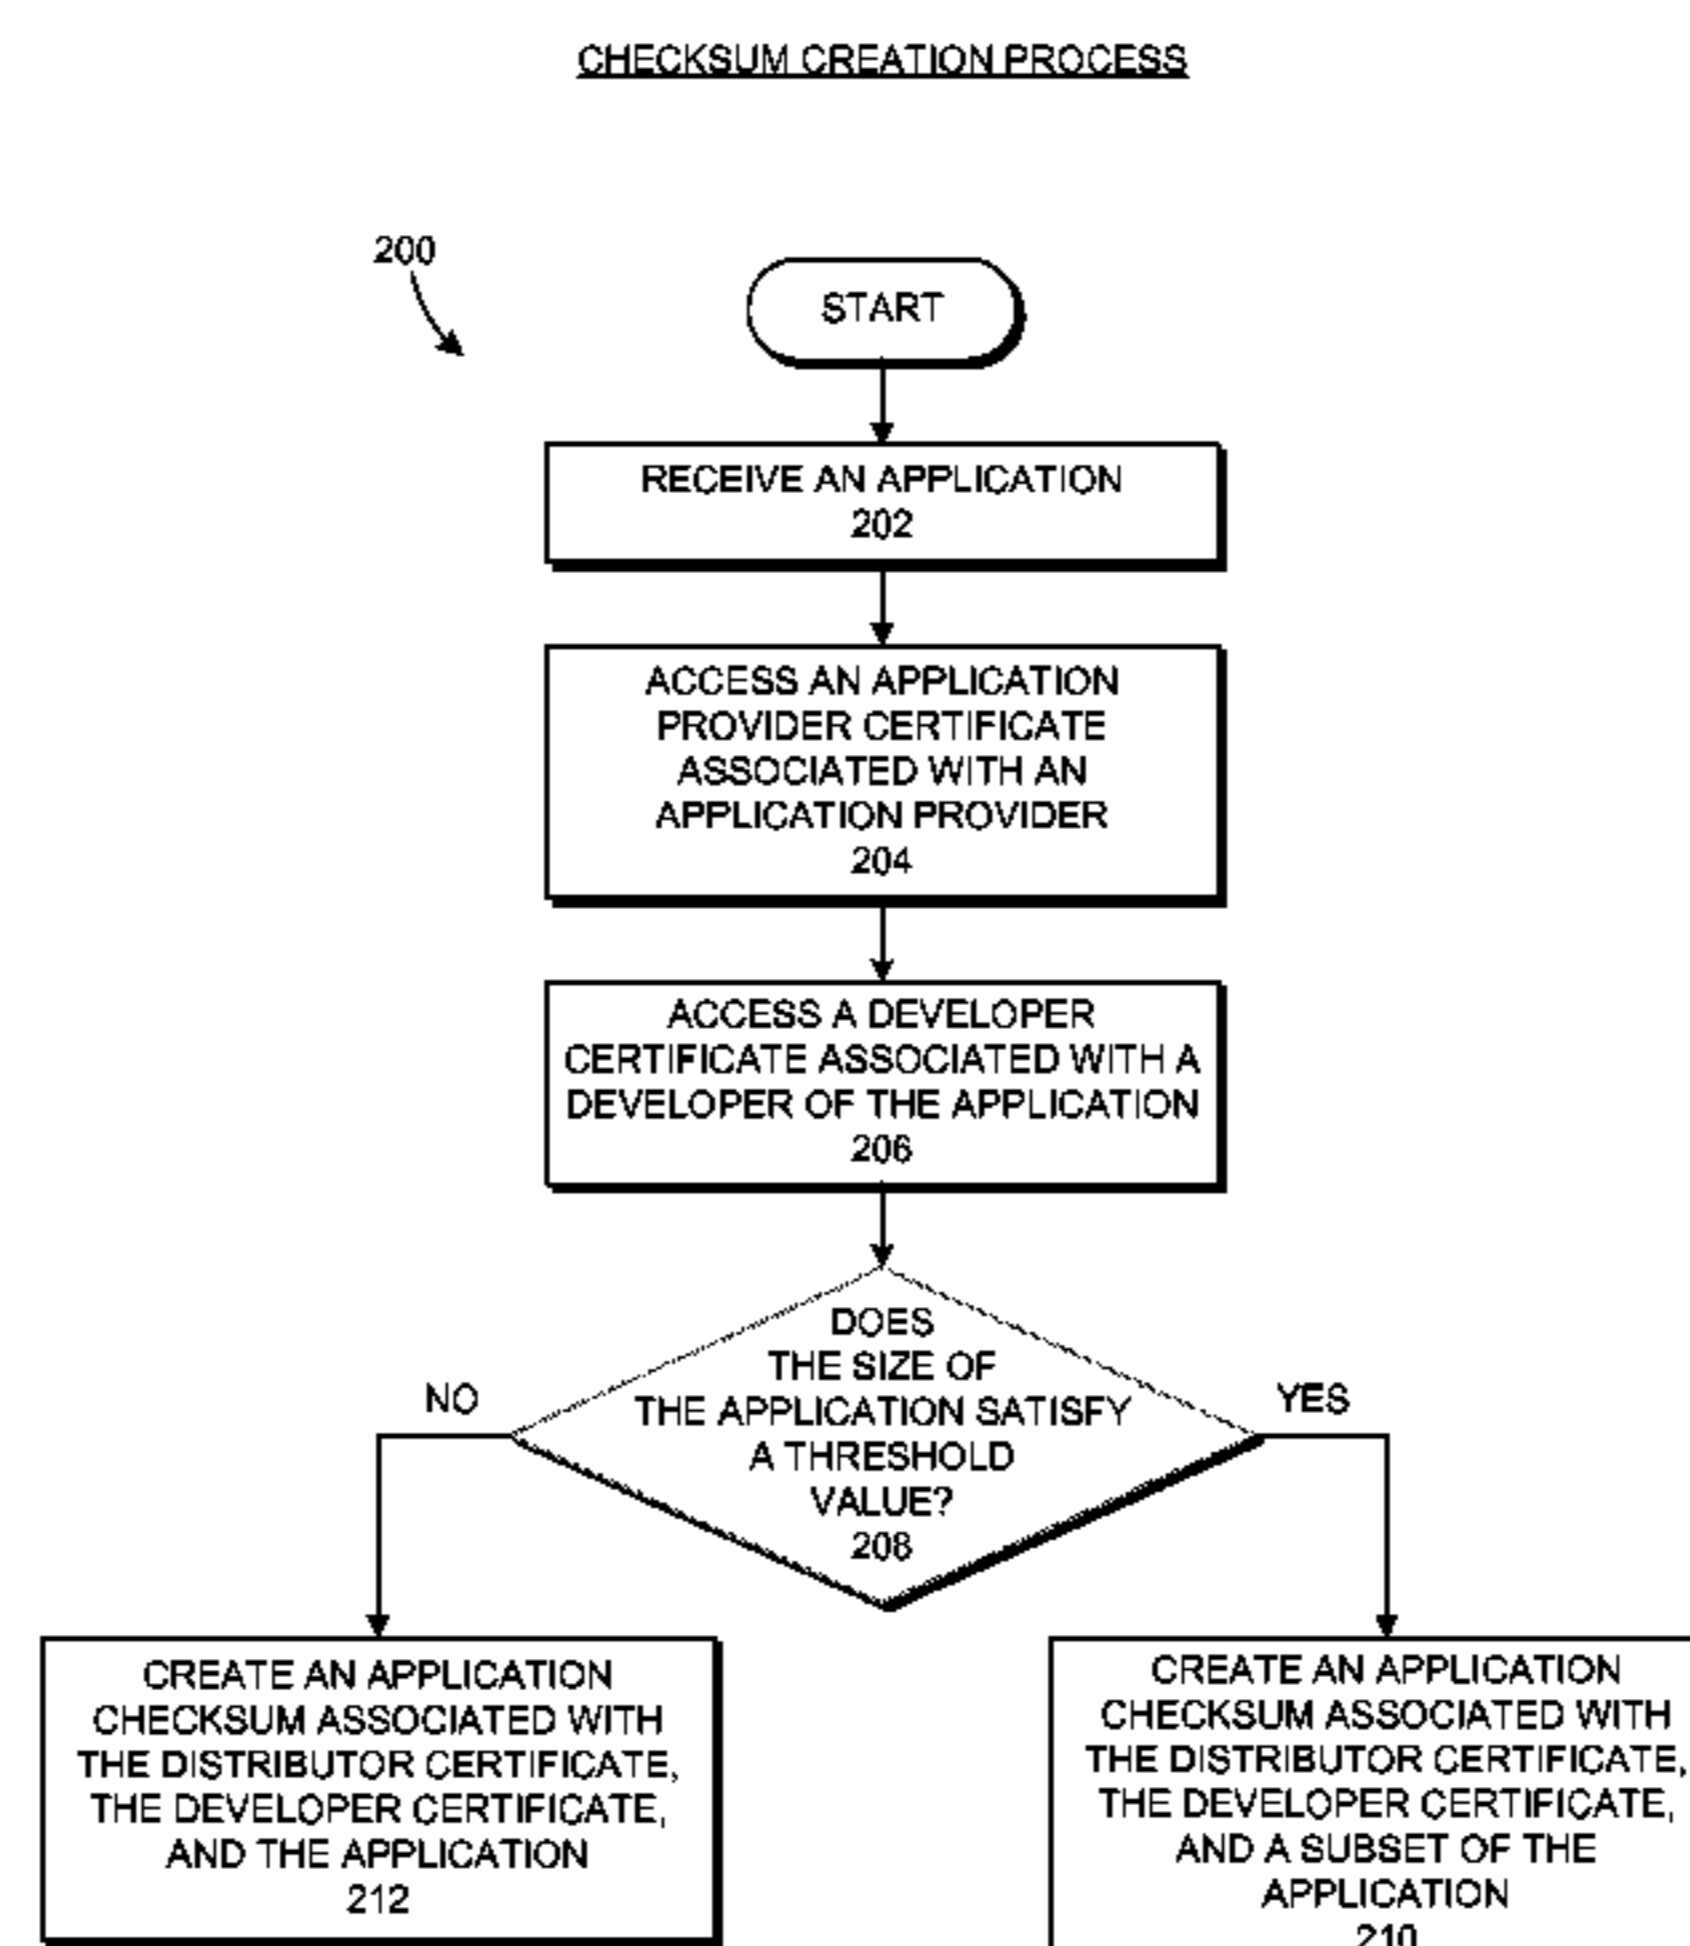 CHECKSUM CREATION PROCESS
200
START
RECEIVE AN APPLICATION
202
ACCESS AN APPLICATION
PROVIDER CERTIFICATE
ASSOCIATED WITH AN
APPLICATION PROVIDER
204
ACCESS A DEVELOPER
CERTIFICATE ASSOCIATED WITH A
DEVELOPER OF THE APPLICATION
206
DOES
THE SIZE OF
THE APPLICATION SATISFY
A THRESHOLD
VALUE?
208
NO
YES
CREATE AN APPLICATION
CHECKSUM ASSOCIATED WITH
THE DISTRIBUTOR CERTIFICATE,
THE DEVELOPER CERTIFICATE,
AND THE APPLICATION
212
CREATE AN APPLICATION
CHECKSUM ASSOCIATED WITH
THE DISTRIBUTOR CERTIFICATE,
THE DEVELOPER CERTIFICATE,
AND A SUBSET OF THE
APPLICATION
210